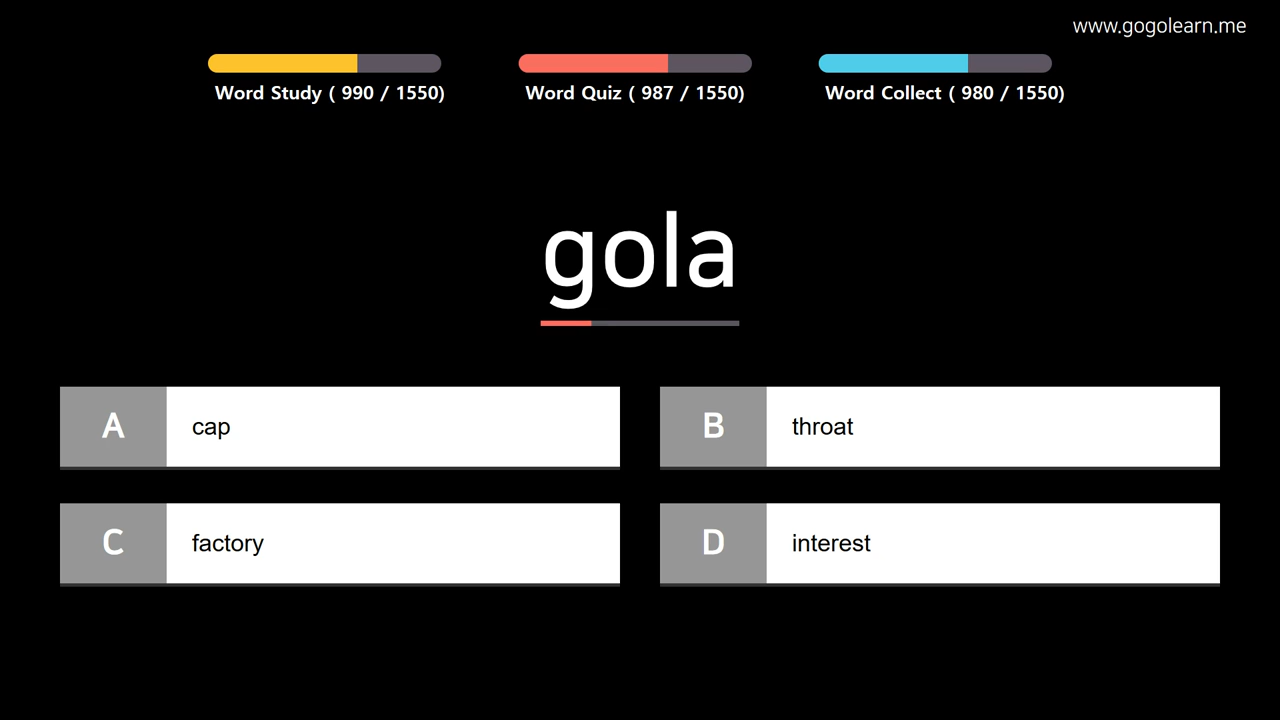 www.gogolearn.me
Word Study ( 990 / 1550)
Word Quiz ( 987 / 1550)
Word Collect ( 980 / 1550)
gola
A cap
B throat
C factory
D interest